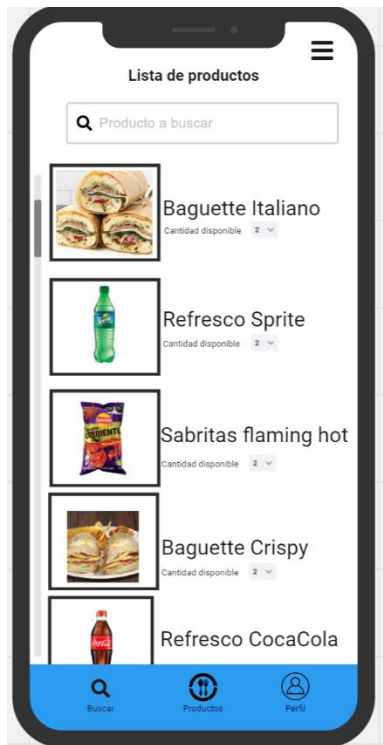 Lista de productos
Producto a buscar
Baguette Italiano
Cantidad disponible 2
Refresco Sprite
Cantidad disponible 2
Sabritas flaming hot
Cantidad disponible 2
Baguette Crispy
Cantidad disponible 2
Refresco CocaCola
Buscar
Productos
Perfil